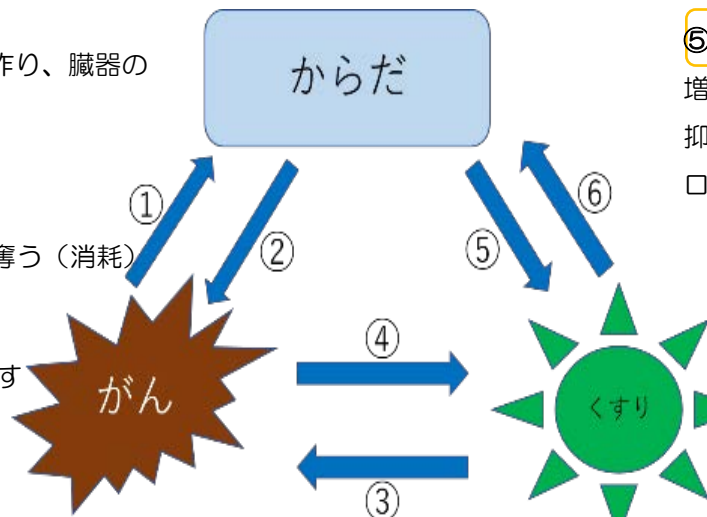 作り、臓器の
からだ
⑤
増
抑
ロ
①
②
⑤
⑥
奪う（消耗）
す
がん
④
くすり
③